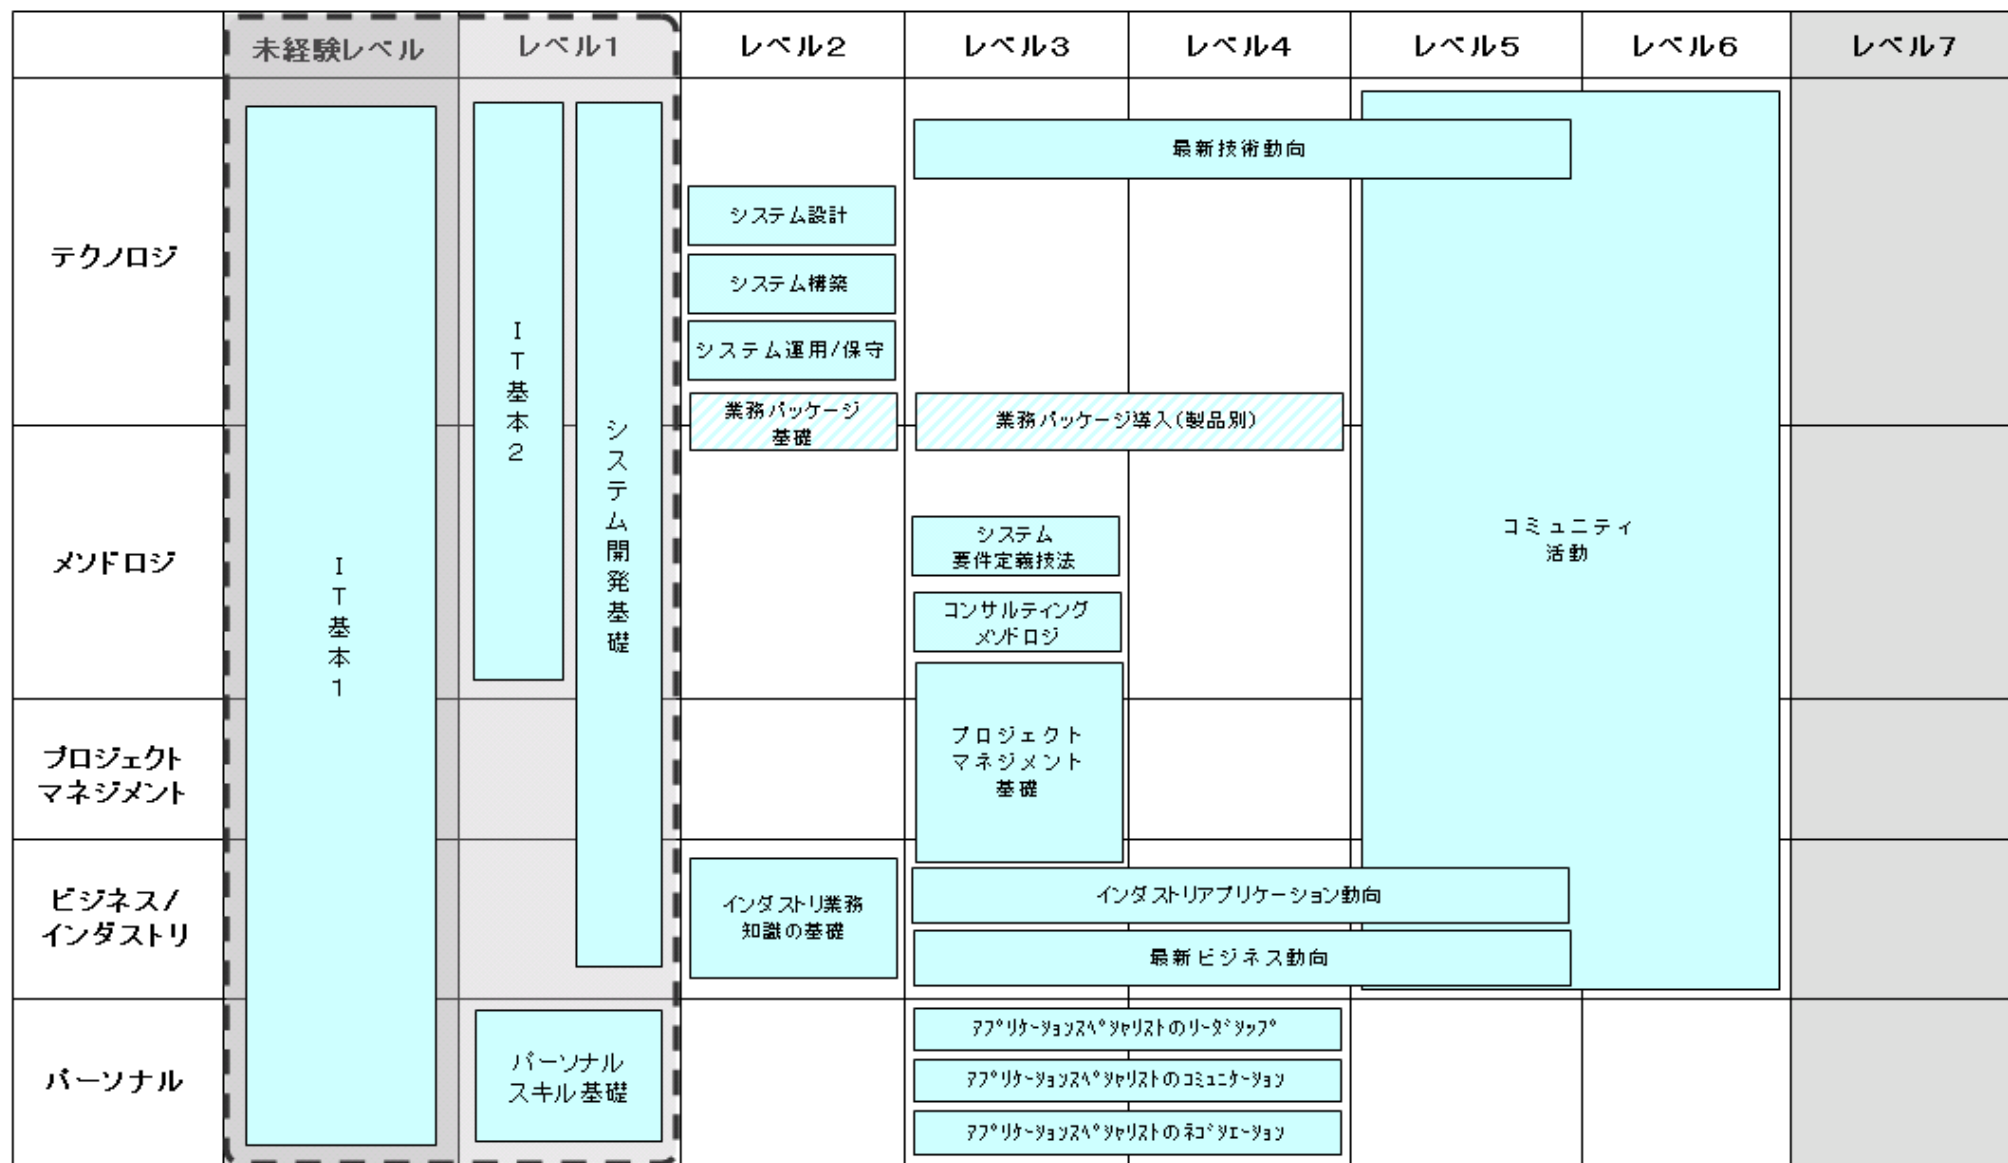 未経験レベル
レベル1
レベル2
レベル3
レベル4
レベル5
レベル6
レベル7
テクノロジ
メソドロジ
プロジェクト
マネジメント
ビジネス/
インダストリ
パーソナル
IT基本1
IT基本2
システム開発基礎
パーソナル
スキル基礎
システム設計
システム構築
システム運用/保守
業務パッケージ
基礎
インダストリ業務
知識の基礎
最新技術動向
業務パッケージ導入(製品別)
システム
要件定義技法
コンサルティング
メソドロジ
プロジェクト
マネジメント
基礎
インダストリアプリケーション動向
最新ビジネス動向
アプリケーションスペシャリストのリーダシップ
アプリケーションスペシャリストのコミュニケーション
アプリケーションスペシャリストのネゴシエーション
コミュニティ
活動